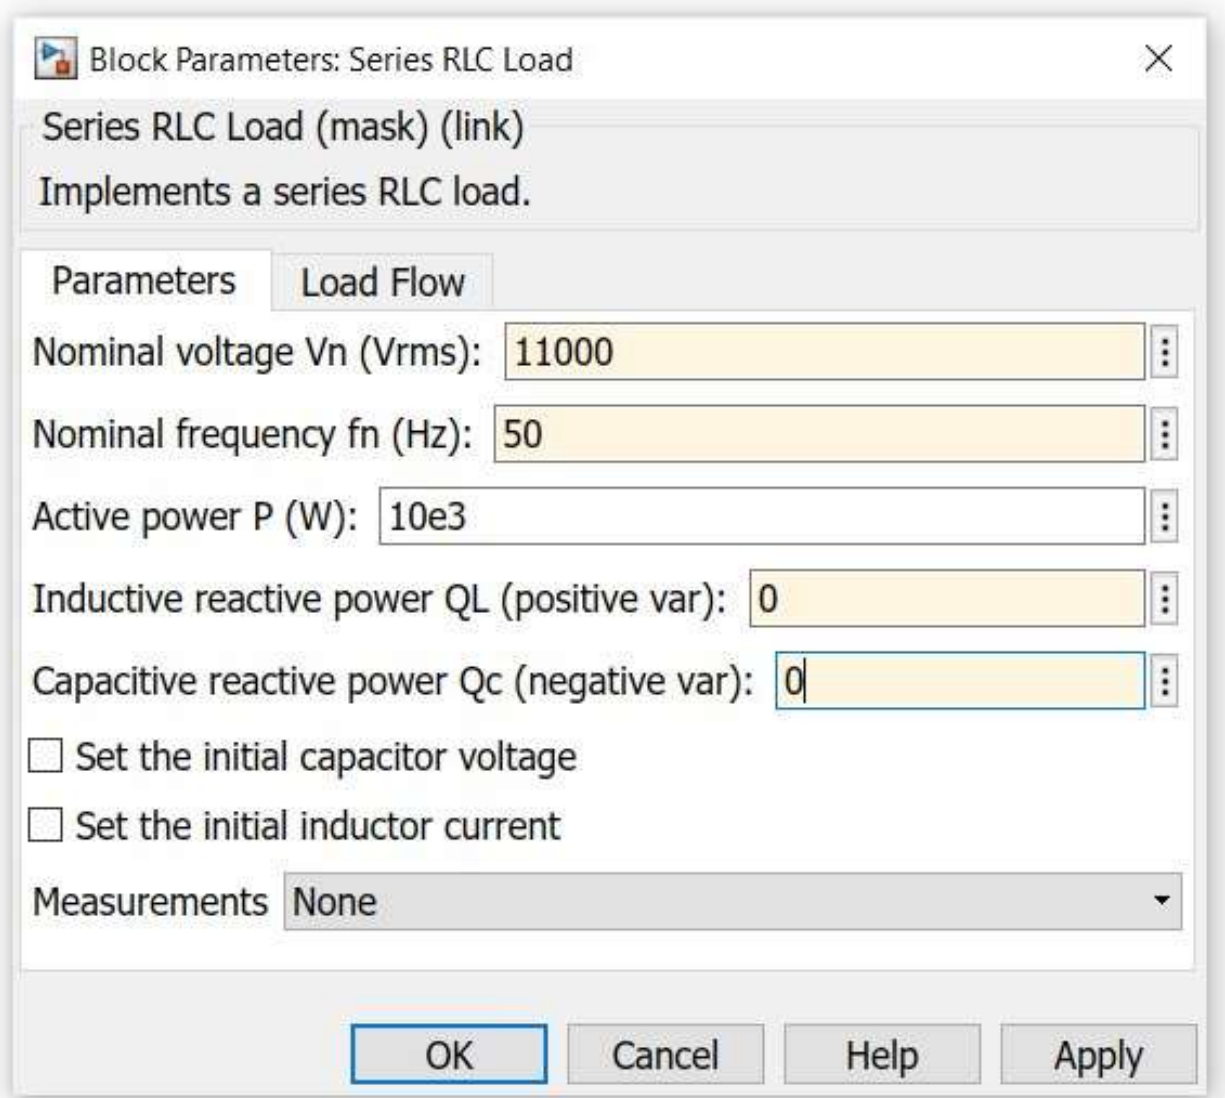 Block Parameters: Series RLC Load
Series RLC Load (mask) (link)
Implements a series RLC load.
Parameters Load Flow
Nominal voltage Vn (Vrms): 11000
Nominal frequency fn (Hz): 50
Active power P (W): 10e3
Inductive reactive power QL (positive var): 0
Capacitive reactive power Qc (negative var): 0
Set the initial capacitor voltage
Set the initial inductor current
Measurements None
OK Cancel Help Apply